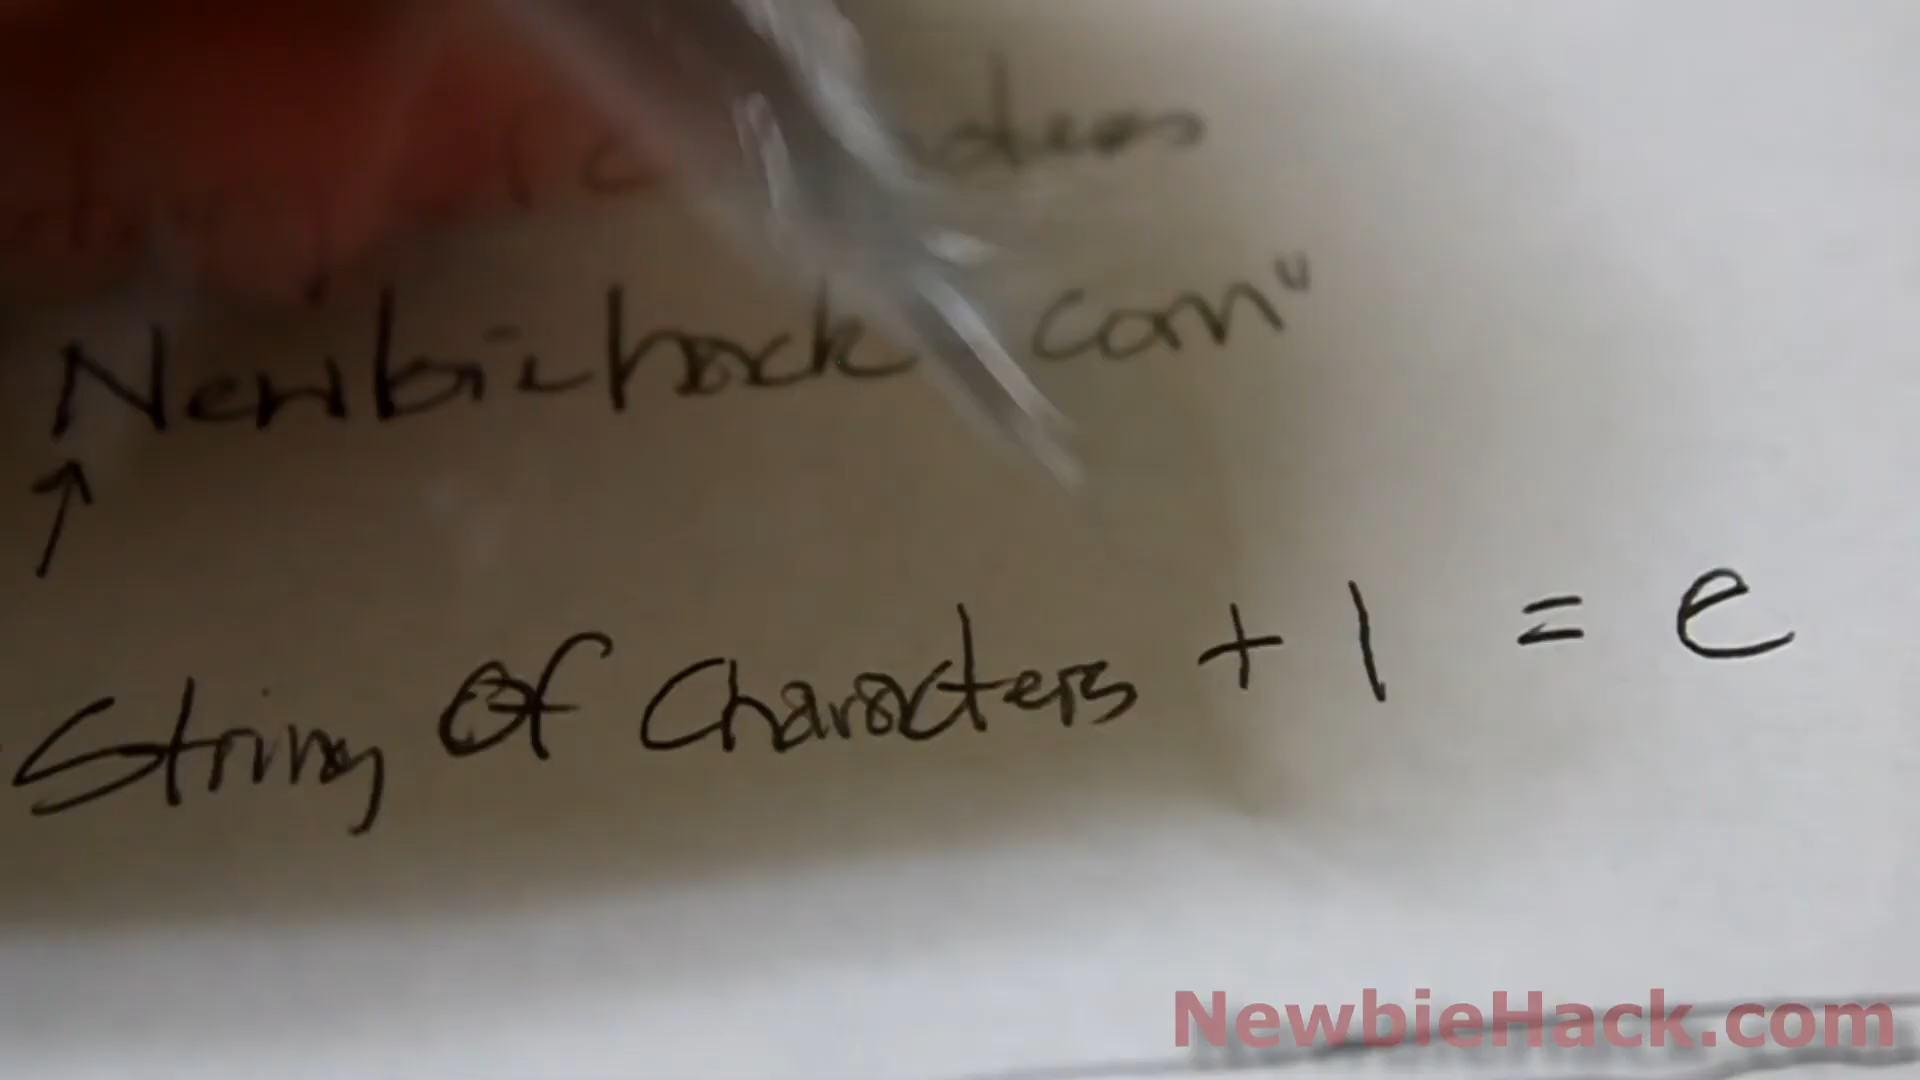 Newbiehack com"
String of Characters + 1 = e
NewbieHack.com